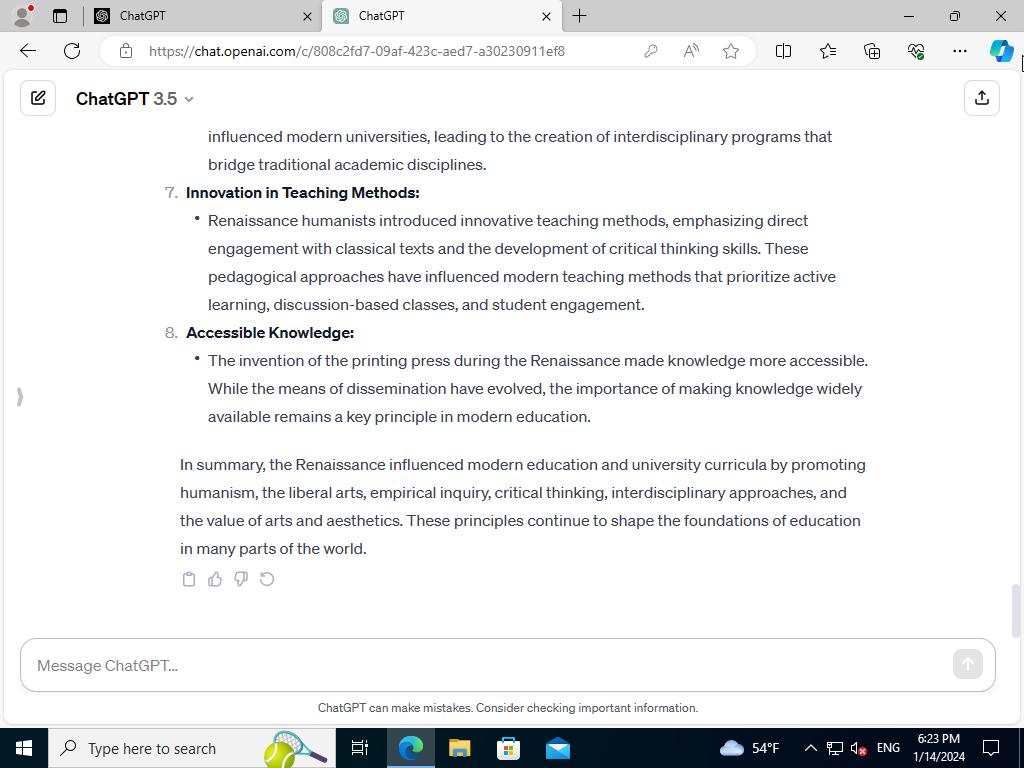 ChatGPT
ChatGPT
https://chat.openai.com/c/808c2fd7-09af-423c-aed7-a30230911ef8
ChatGPT 3.5
influenced modern universities, leading to the creation of interdisciplinary programs that
bridge traditional academic disciplines.
7. Innovation in Teaching Methods:
• Renaissance humanists introduced innovative teaching methods, emphasizing direct
engagement with classical texts and the development of critical thinking skills. These
pedagogical approaches have influenced modern teaching methods that prioritize active
learning, discussion-based classes, and student engagement.
8. Accessible Knowledge:
• The invention of the printing press during the Renaissance made knowledge more accessible.
While the means of dissemination have evolved, the importance of making knowledge widely
available remains a key principle in modern education.
In summary, the Renaissance influenced modern education and university curricula by promoting
humanism, the liberal arts, empirical inquiry, critical thinking, interdisciplinary approaches, and
the value of arts and aesthetics. These principles continue to shape the foundations of education
in many parts of the world.
Message ChatGPT...
ChatGPT can make mistakes. Consider checking important information.
Type here to search
54°F
ENG
6:23 PM
1/14/2024